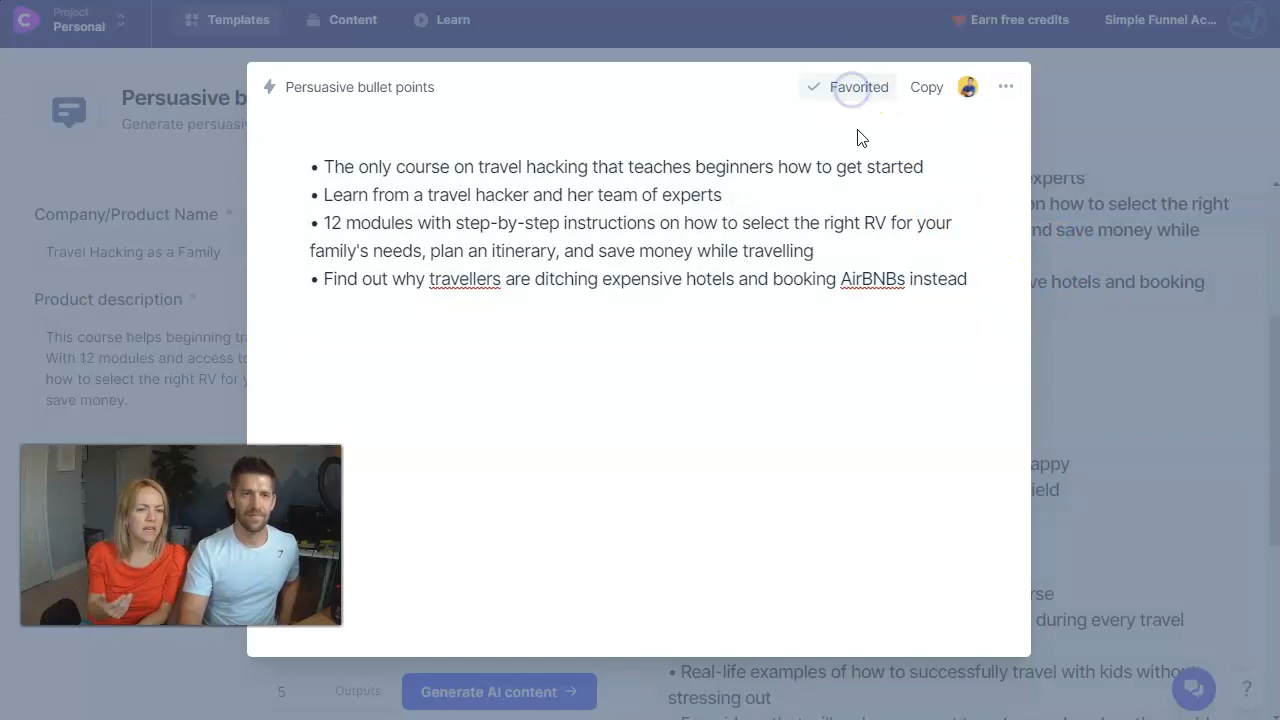 Project
Personal
Templates
Content
Learn
Earn free credits
Simple Funnel Ac...
Persuasive b
Generate persuasiv
Persuasive bullet points
Favorited
Copy
• The only course on travel hacking that teaches beginners how to get started
• Learn from a travel hacker and her team of experts
• 12 modules with step-by-step instructions on how to select the right RV for your
family's needs, plan an itinerary, and save money while travelling
• Find out why travellers are ditching expensive hotels and booking AirBNBs instead
Company/Product Name *
Travel Hacking as a Family
Product description *
This course helps beginning tr
With 12 modules and access to
how to select the right RV for y
save money.
experts
on how to select the right
nd save money while
ve hotels and booking
appy
ield
rse
during every travel
• Real-life examples of how to successfully travel with kids withou
stressing out
5
Outputs
Generate AI content →
?